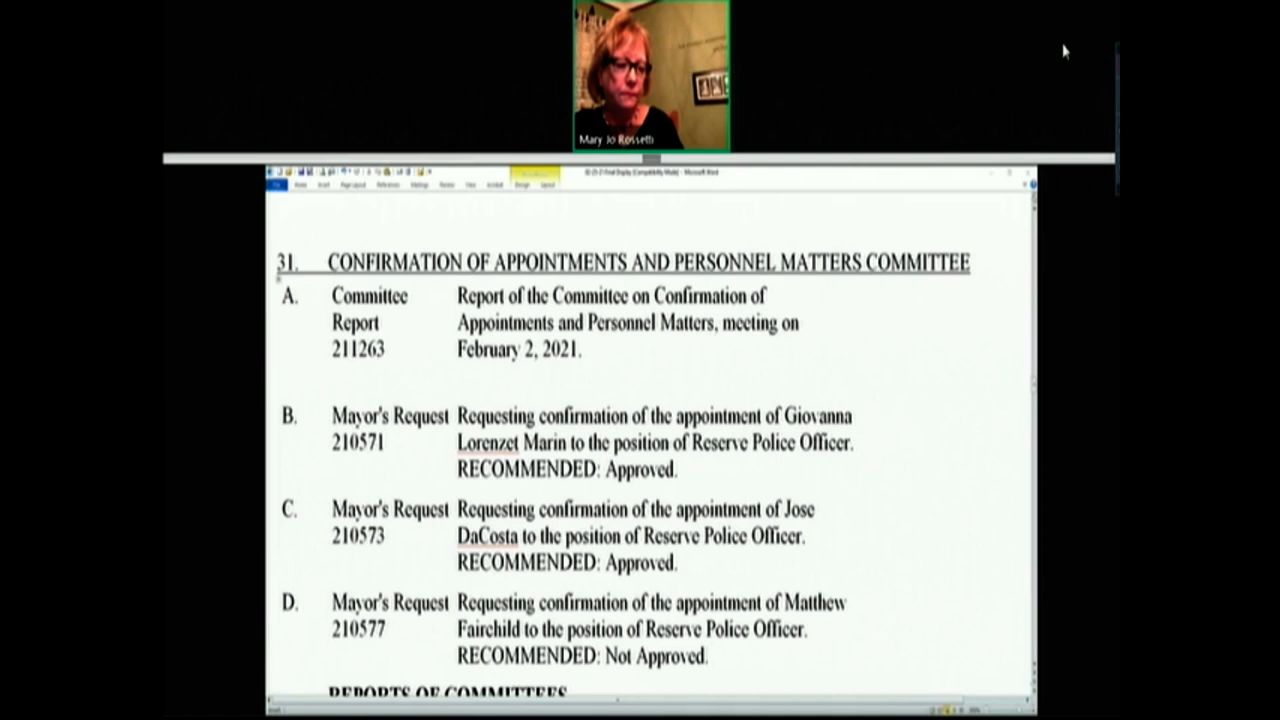 Mary Jo Rossetti
31. CONFIRMATION OF APPOINTMENTS AND PERSONNEL MATTERS COMMITTEE
A. Committee Report of the Committee on Confirmation of
Report Appointments and Personnel Matters, meeting on
211263 February 2, 2021.
B. Mayor's Request Requesting confirmation of the appointment of Giovanna
210571 Lorenzet Marin to the position of Reserve Police Officer.
RECOMMENDED: Approved.
C. Mayor's Request Requesting confirmation of the appointment of Jose
210573 DaCosta to the position of Reserve Police Officer.
RECOMMENDED: Approved.
D. Mayor's Request Requesting confirmation of the appointment of Matthew
210577 Fairchild to the position of Reserve Police Officer.
RECOMMENDED: Not Approved.
REPORTS OF COMMITTEES